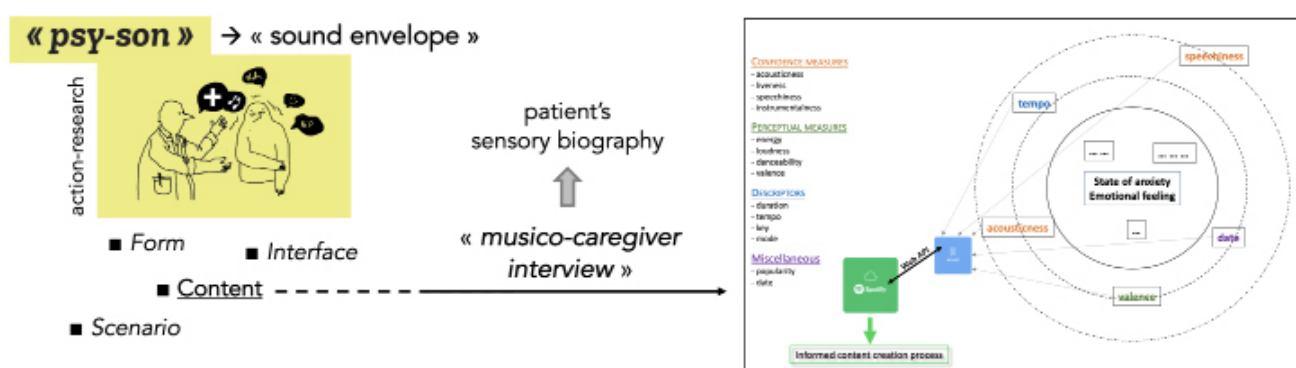 « psy-son » → « sound envelope »
action-research
■ Form
■ Interface
■ Content
■ Scenario
patient's
sensory biography
« musico-caregiver
interview »
CONFIDENCE MEASURES
- acousticness
- liveness
- speechiness
- instrumentalness
PERCEPTUAL MEASURES
- energy
- loudness
- danceability
- valence
DESCRIPTORS
- duration
- tempo
- key
- mode
Miscellaneous
- popularity
- date
speechiness
tempo
... ...
... ... ...
State of anxiety
Emotional feeling
...
acousticness
date
valence
Web API
Spotify
Informed content creation process